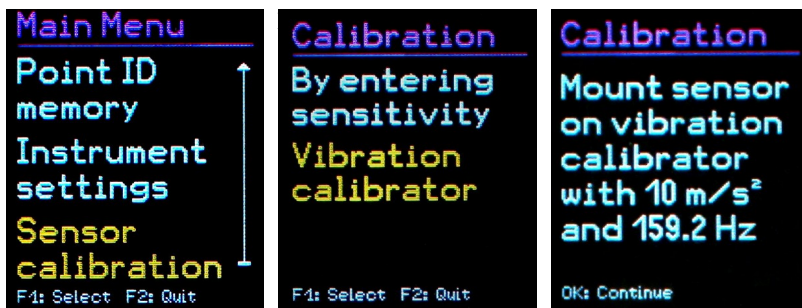 Main Menu
Point ID
memory
Instrument
settings
Sensor
calibration
F1: Select F2: Quit
Calibration
By entering
sensitivity
Vibration
calibrator
F1: Select F2: Quit
Calibration
Mount sensor
on vibration
calibrator
with 10 m/s²
and 159.2 Hz
OK: Continue